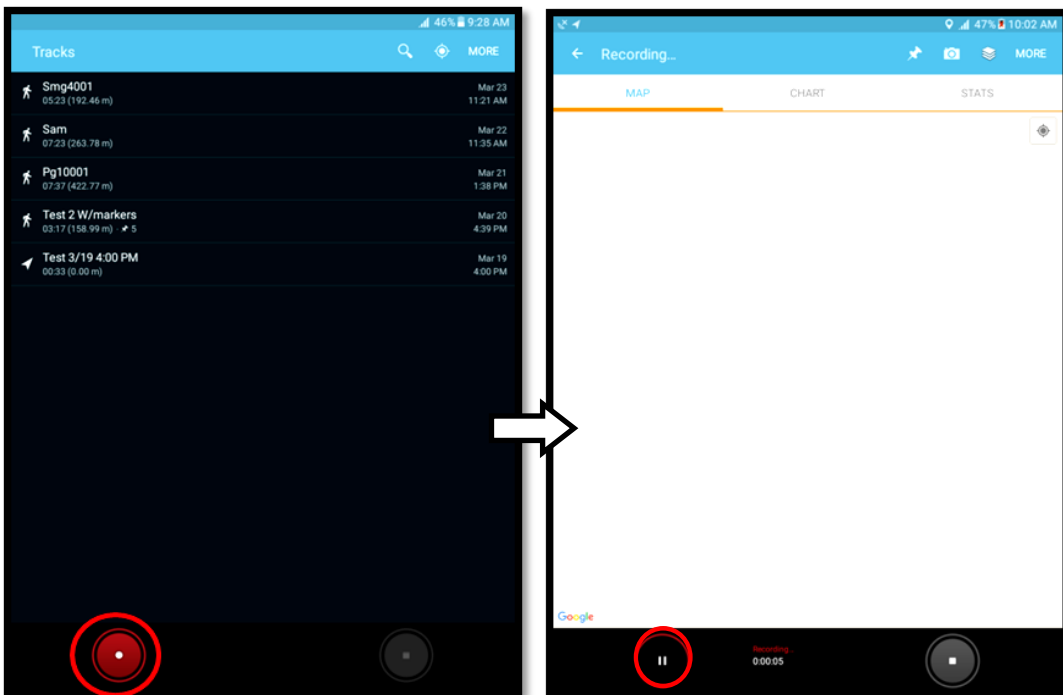 46% 9:28 AM
Tracks
MORE
Smg4001
05:23 (192.46 m)
Mar 23
11:21 AM
Sam
07:23 (263.78 m)
Mar 22
11:35 AM
Pg10001
07:37 (422.77 m)
Mar 21
1:38 PM
Test 2 W/markers
03:17 (158.99 m) · 5
Mar 20
4:39 PM
Test 3/19 4:00 PM
00:33 (0.00 m)
Mar 19
4:00 PM
47% 10:02 AM
Recording...
MORE
MAP CHART STATS
Google
Recording...
0:00:05